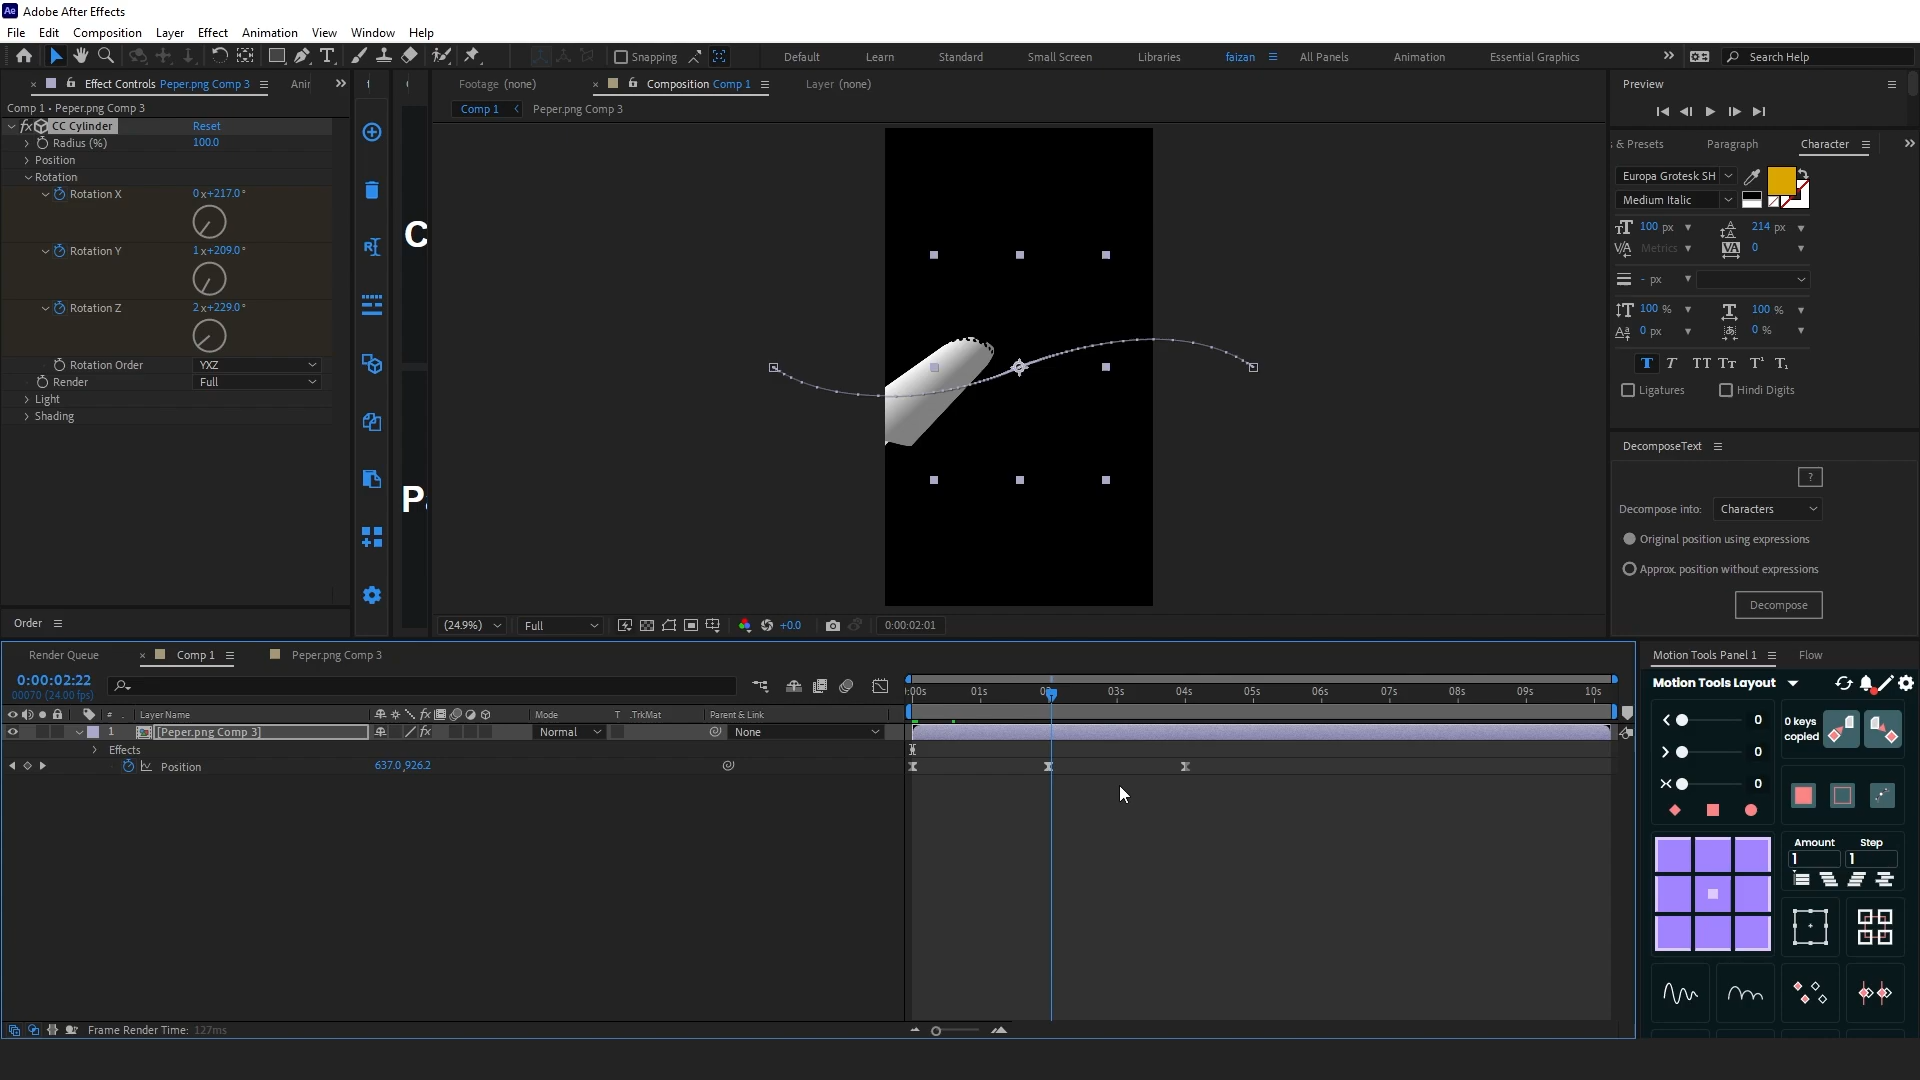 Ae Adobe After Effects
File Edit Composition Layer Effect Animation View Window Help
Snapping Default Learn Standard Small Screen Libraries faizan All Panels Animation Essential Graphics Search Help
Effect Controls Peper.png Comp 3
Comp 1 • Peper.png Comp 3
fx CC Cylinder Reset
Radius (%) 100.0
Position
Rotation
Rotation X 0 x+217.0 °
Rotation Y 1 x+209.0 °
Rotation Z 2 x+229.0 °
Rotation Order YXZ
Render Full
Light
Shading
Order
Footage (none) Composition Comp 1 Layer (none)
Comp 1 Peper.png Comp 3
(24.9%) Full +0.0 0:00:02:01
Preview
& Presets Paragraph Character
Europa Grotesk SH
Medium Italic
100 px 214 px
Metrics 0
- px
100 % 100 %
0 px 0 %
Ligatures Hindi Digits
DecomposeText
?
Decompose into: Characters
Original position using expressions
Approx. position without expressions
Decompose
Render Queue Comp 1 Peper.png Comp 3
0:00:02:22
00070 (24.00 fps)
:00s 01s 03s 04s 05s 06s 07s 08s 09s 10s
# Layer Name Mode T .TrkMat Parent & Link
1 [Peper.png Comp 3] Normal None
Effects
Position 637.0,926.2
Frame Render Time: 127ms
Motion Tools Panel 1 Flow
Motion Tools Layout
0
0
0
0 keys
copied
Amount Step
1 1